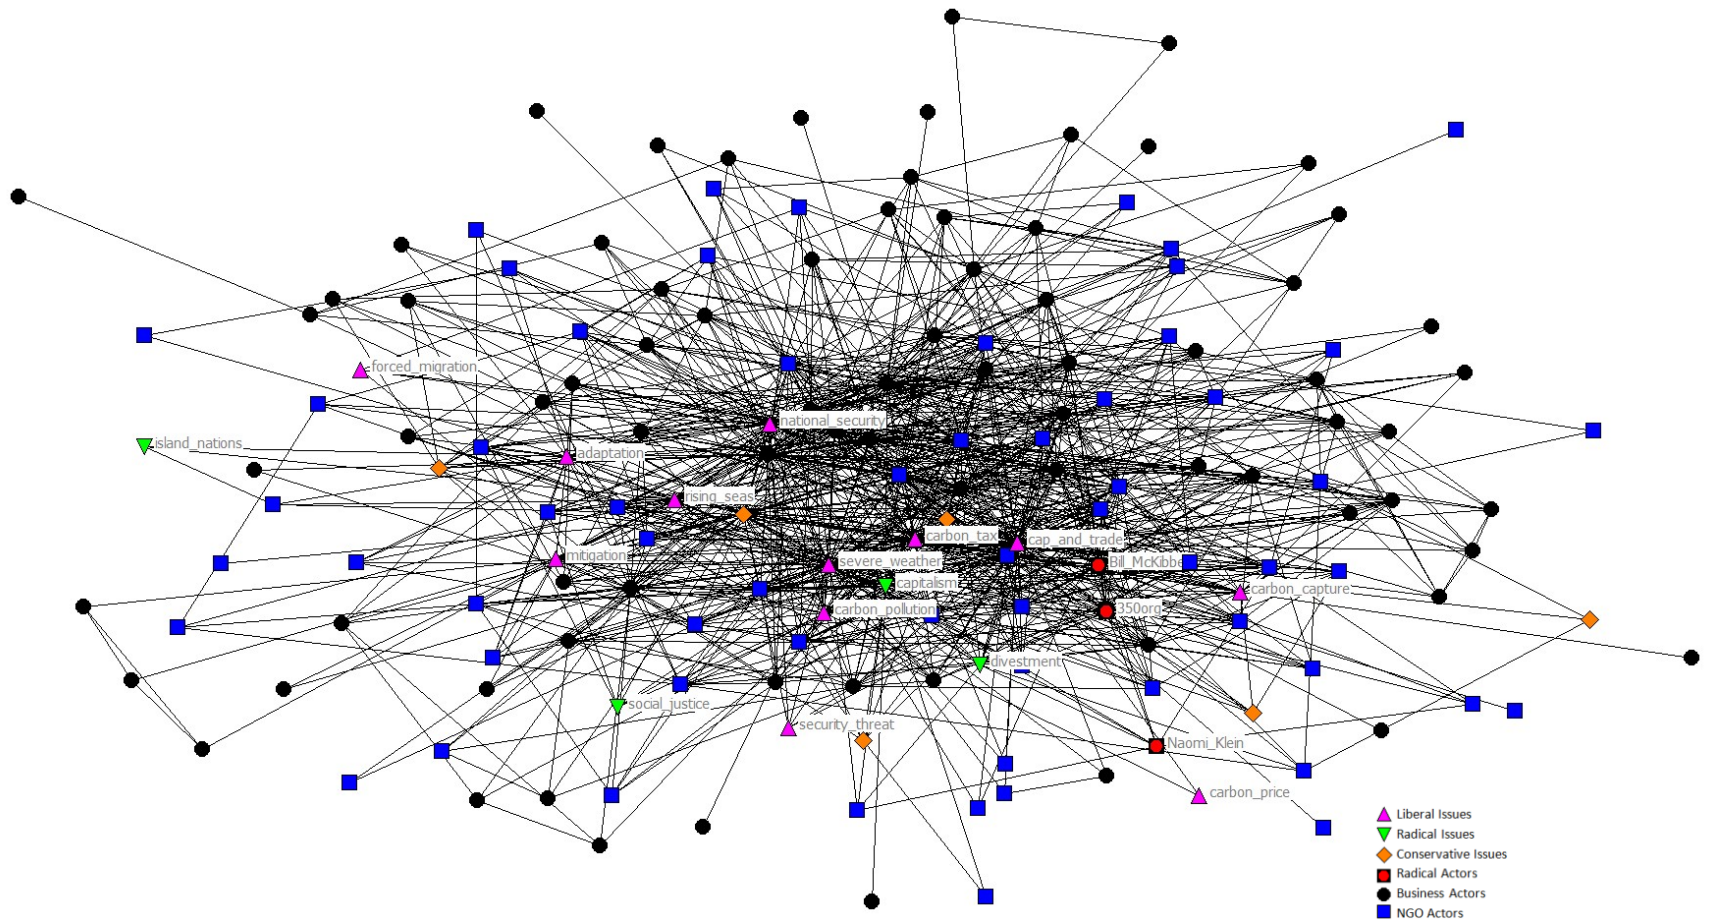 forced_migration
national_security
island_nations
adaptation
rising_seas
carbon_tax
cap_and_trade
mitigation
severe_weather
Bill_McKibbe
capitalism
carbon_capture
carbon_pollution
350org
divestment
social_justice
security_threat
Naomi_Klein
carbon_price
Liberal Issues
Radical Issues
Conservative Issues
Radical Actors
Business Actors
NGO Actors